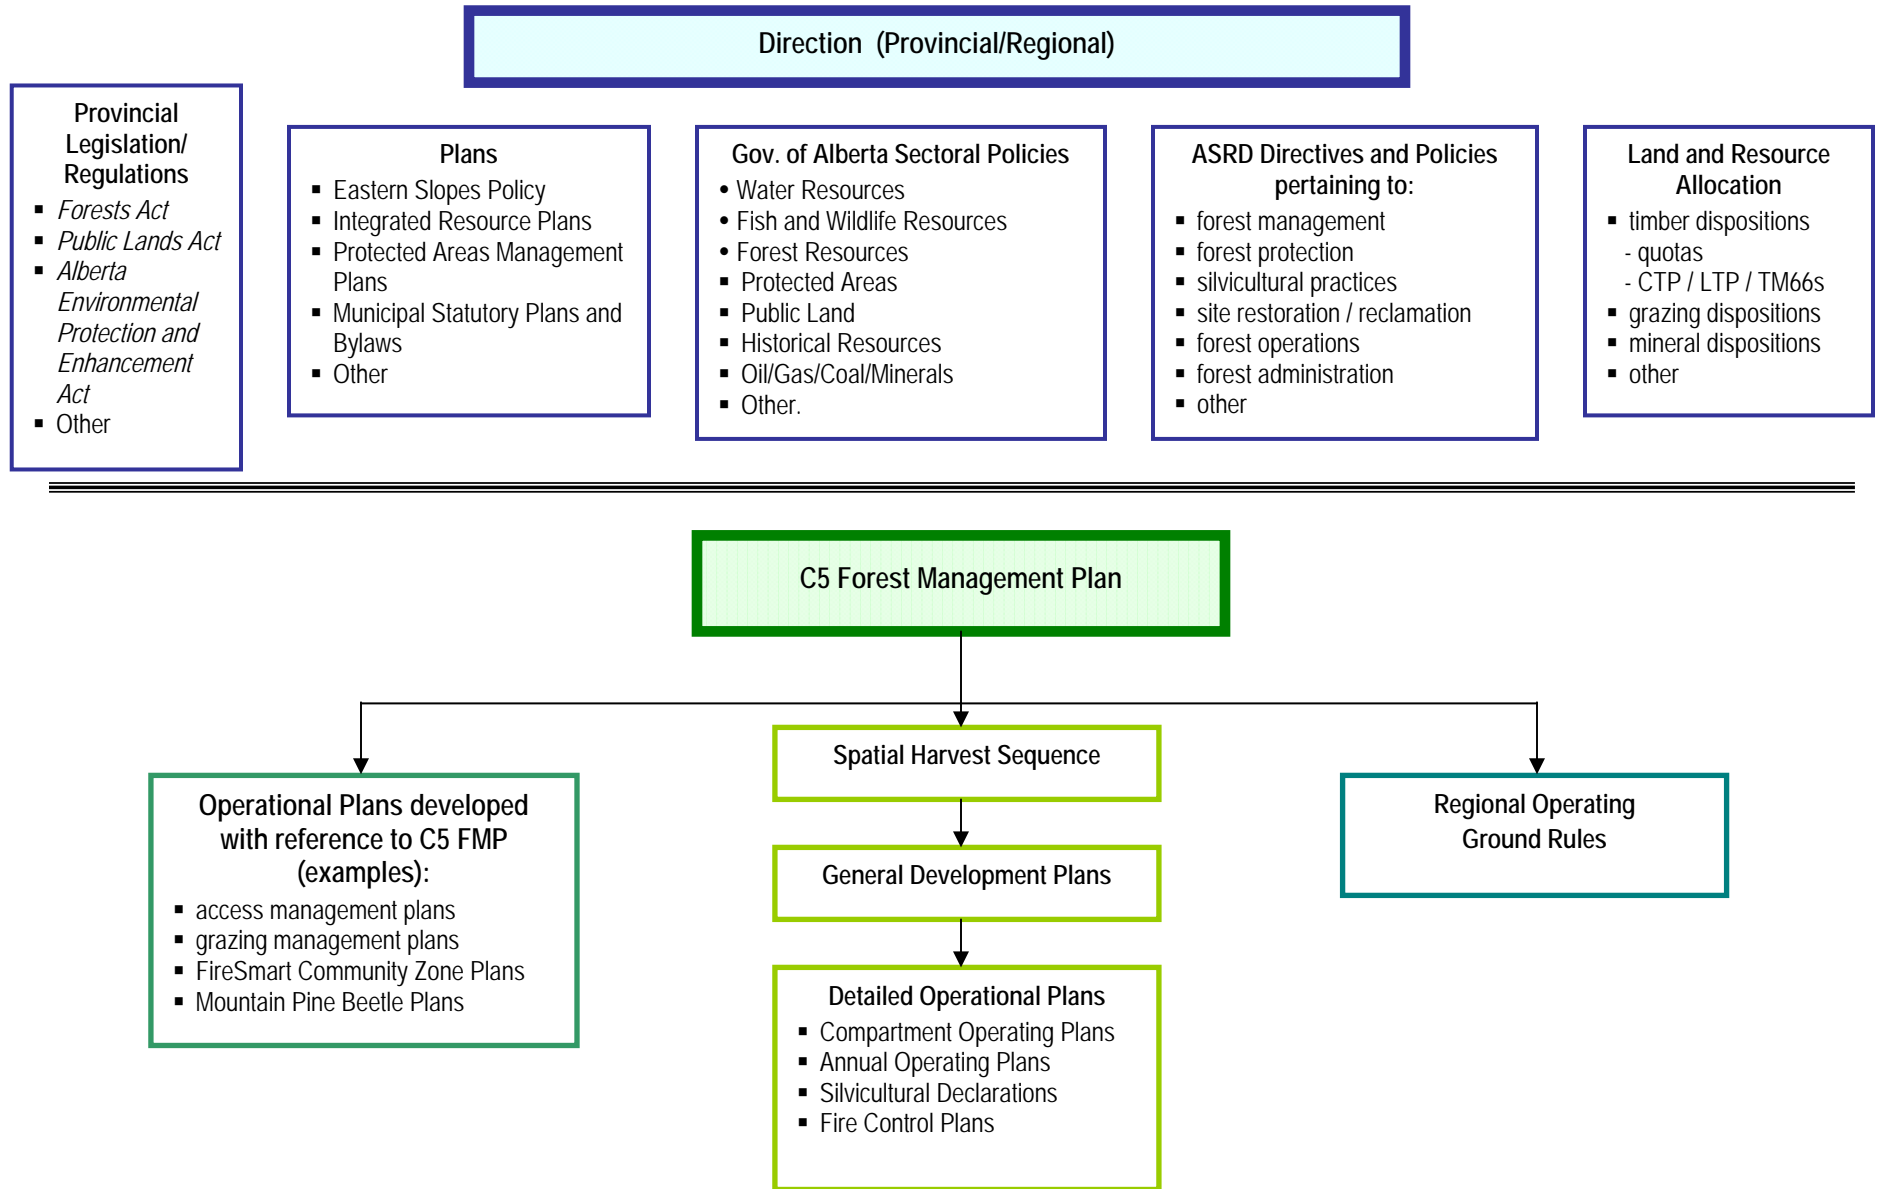 Direction (Provincial/Regional)
Provincial
Legislation/
Regulations
▪ Forests Act
▪ Public Lands Act
▪ Alberta
Environmental
Protection and
Enhancement
Act
▪ Other
Plans
▪ Eastern Slopes Policy
▪ Integrated Resource Plans
▪ Protected Areas Management
Plans
▪ Municipal Statutory Plans and
Bylaws
▪ Other
Gov. of Alberta Sectoral Policies
• Water Resources
• Fish and Wildlife Resources
• Forest Resources
▪ Protected Areas
▪ Public Land
▪ Historical Resources
▪ Oil/Gas/Coal/Minerals
▪ Other.
ASRD Directives and Policies
pertaining to:
▪ forest management
▪ forest protection
▪ silvicultural practices
▪ site restoration / reclamation
▪ forest operations
▪ forest administration
▪ other
Land and Resource
Allocation
▪ timber dispositions
- quotas
- CTP / LTP / TM66s
▪ grazing dispositions
▪ mineral dispositions
▪ other
C5 Forest Management Plan
Operational Plans developed
with reference to C5 FMP
(examples):
▪ access management plans
▪ grazing management plans
▪ FireSmart Community Zone Plans
▪ Mountain Pine Beetle Plans
Spatial Harvest Sequence
General Development Plans
Detailed Operational Plans
▪ Compartment Operating Plans
▪ Annual Operating Plans
▪ Silvicultural Declarations
▪ Fire Control Plans
Regional Operating
Ground Rules